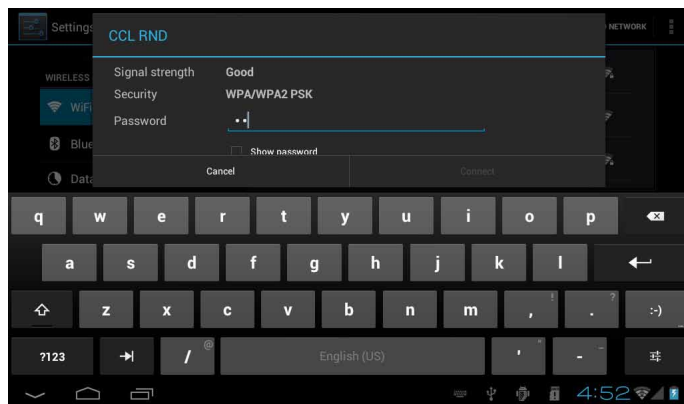 Settings
CCL RND
NETWORK
Signal strength Good
WIRELESS
Security WPA/WPA2 PSK
WiFi
Password ••
Blue
Show password
Data
Cancel Connect
q w e r t y u i o p
a s d f g h j k l
z x c v b n m , ! . ? :-)
?123 / @ English (US) ' " - _
4:52